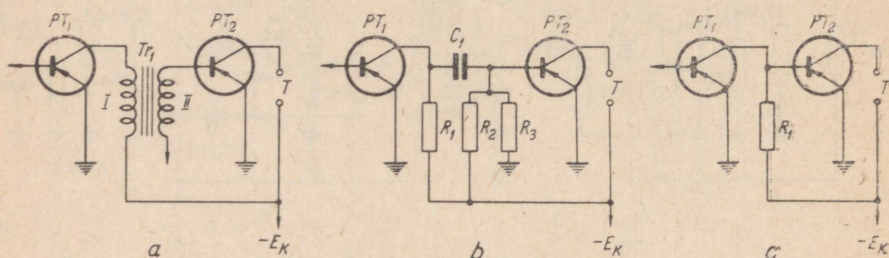 PT₁ Tr₁ PT₂ I II T -Eₖ a
PT₁ C₁ PT₂ R₁ R₂ R₃ T -Eₖ b
PT₁ PT₂ R₁ T -Eₖ c